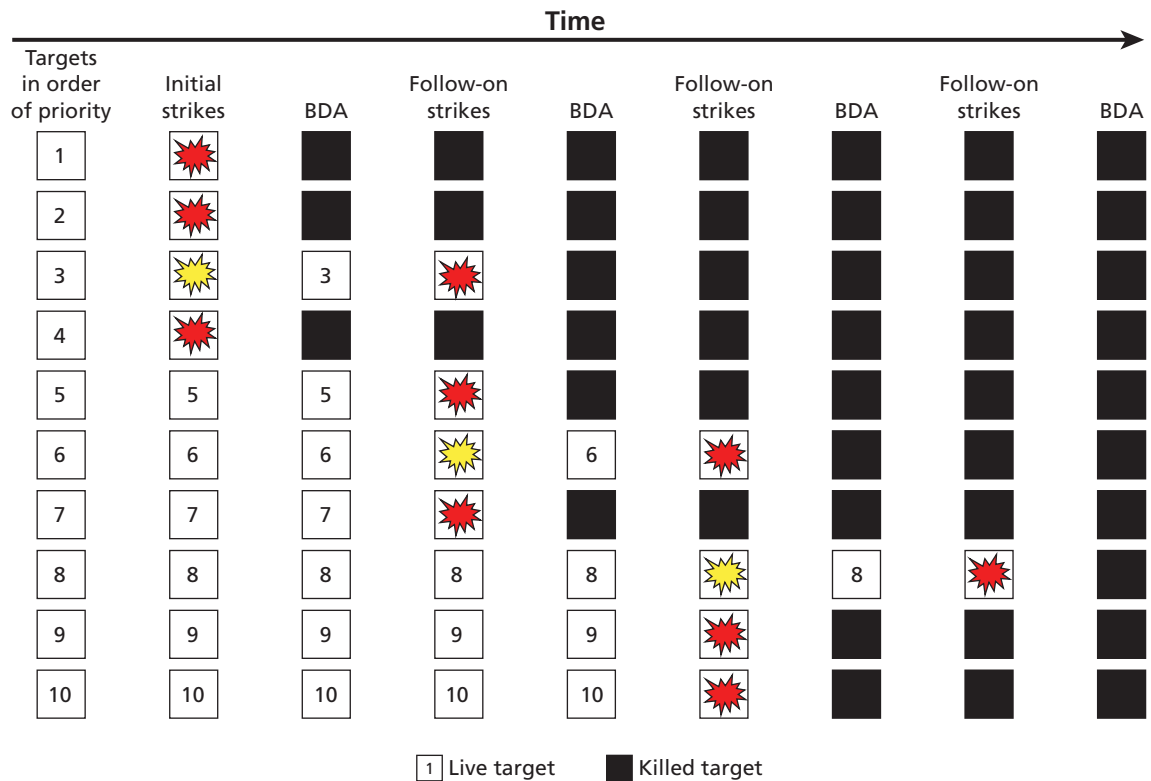 Time
Targets
in order
of priority
Initial
strikes
BDA
Follow-on
strikes
BDA
Follow-on
strikes
BDA
Follow-on
strikes
BDA
1
2
3 3
4
5 5 5
6 6 6 6
7 7 7
8 8 8 8 8 8
9 9 9 9 9
10 10 10 10 10
1 Live target Killed target